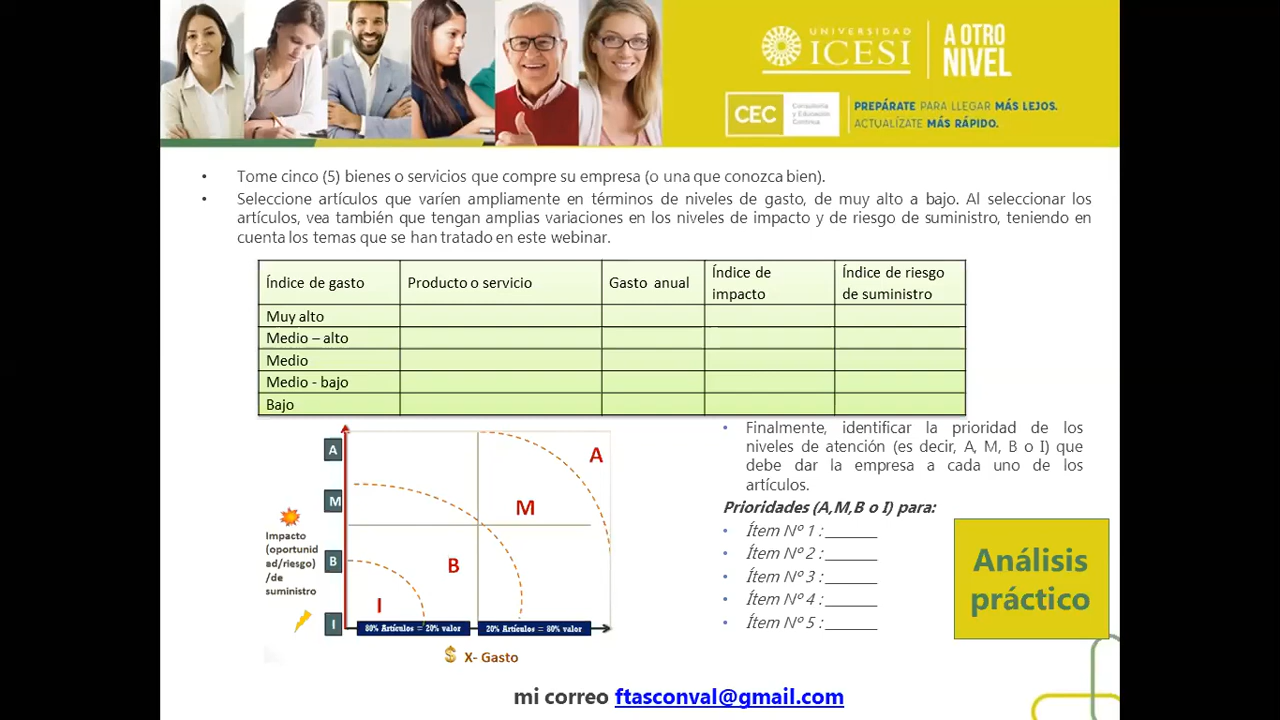 UNIVERSIDAD
ICESI
A OTRO
NIVEL
CEC
Consultoría
y Educación
Continua
PREPÁRATE PARA LLEGAR MÁS LEJOS.
ACTUALÍZATE MÁS RÁPIDO.
• Tome cinco (5) bienes o servicios que compre su empresa (o una que conozca bien).
• Seleccione artículos que varíen ampliamente en términos de niveles de gasto, de muy alto a bajo. Al seleccionar los
artículos, vea también que tengan amplias variaciones en los niveles de impacto y de riesgo de suministro, teniendo en
cuenta los temas que se han tratado en este webinar.
Índice de gasto Producto o servicio Gasto anual Índice de impacto Índice de riesgo de suministro
Muy alto
Medio – alto
Medio
Medio - bajo
Bajo
A
M
B
I
Impacto
(oportunid
ad/riesgo)
/de
suministro
A
M
B
I
80% Artículos = 20% valor 20% Artículos = 80% valor
$ X- Gasto
• Finalmente, identificar la prioridad de los
niveles de atención (es decir, A, M, B o I) que
debe dar la empresa a cada uno de los
artículos.
Prioridades (A,M,B o I) para:
• Ítem Nº 1 : ______
• Ítem Nº 2 : ______
• Ítem Nº 3 : ______
• Ítem Nº 4 : ______
• Ítem Nº 5 : ______
Análisis
práctico
mi correo ftasconval@gmail.com